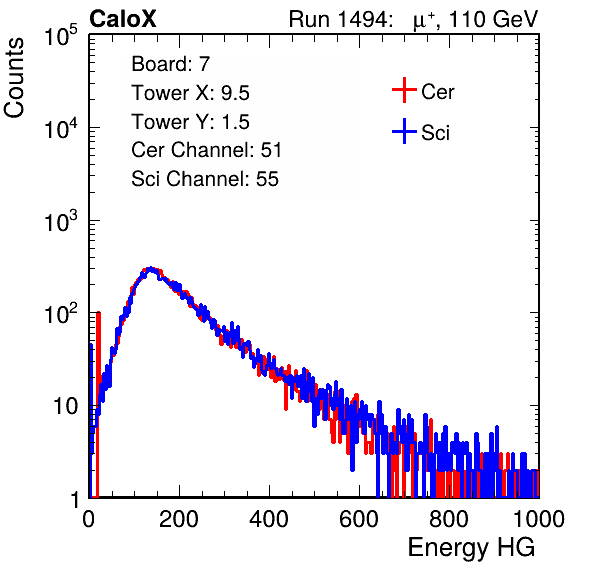 CaloX Run 1494: μ⁺, 110 GeV
Counts
Board: 7
Tower X: 9.5
Tower Y: 1.5
Cer Channel: 51
Sci Channel: 55
Cer
Sci
10⁵
10⁴
10³
10²
10
1
0 200 400 600 800 1000
Energy HG